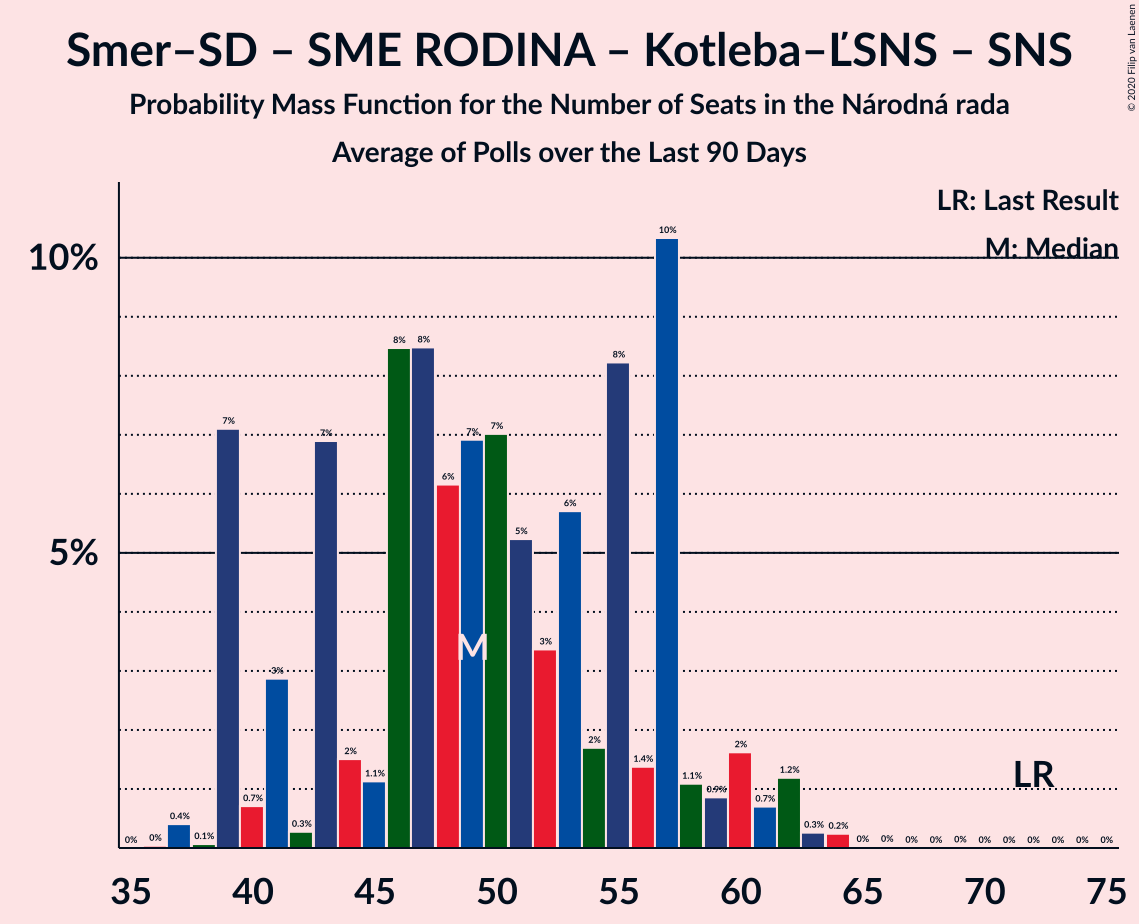 Smer–SD – SME RODINA – Kotleba–ĽSNS – SNS
Probability Mass Function for the Number of Seats in the Národná rada
Average of Polls over the Last 90 Days
© 2020 Filip van Laenen
LR: Last Result
M: Median
10%
5%
0% 0% 0.4% 0.1% 7% 0.7% 3% 0.3% 7% 2% 1.1% 8% 8% 6% 7% 7% 5% 3% 6% 2% 8% 1.4% 10% 1.1% 0.9% 2% 0.7% 1.2% 0.3% 0.2% 0% 0% 0% 0% 0% 0% 0% 0% 0% 0% 0%
M
LR
35 40 45 50 55 60 65 70 75